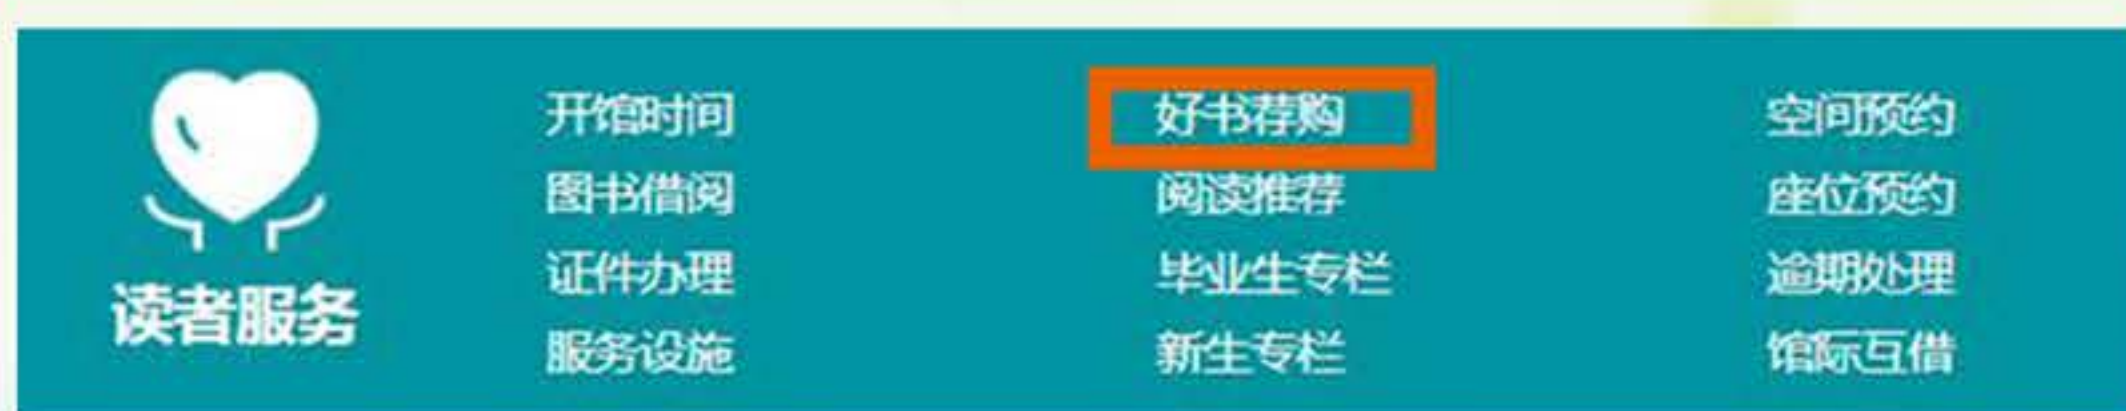 读者服务
开馆时间
图书借阅
证件办理
服务设施
好书荐购
阅读推荐
毕业生专栏
新生专栏
空间预约
座位预约
逾期处理
馆际互借